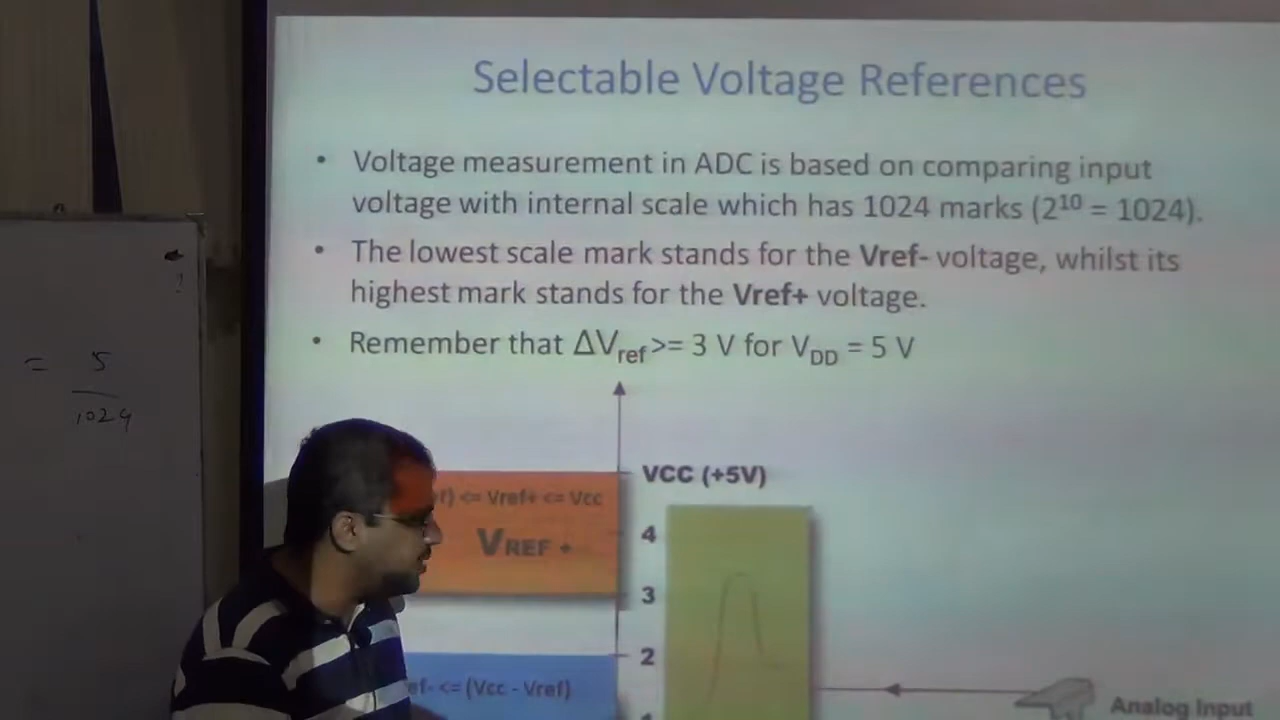 Selectable Voltage References
• Voltage measurement in ADC is based on comparing input
voltage with internal scale which has 1024 marks (2¹⁰ = 1024).
• The lowest scale mark stands for the Vref- voltage, whilst its
highest mark stands for the Vref+ voltage.
• Remember that ΔVref >= 3 V for VDD = 5 V
= 5
1024
VCC (+5V)
<= Vref+ <= Vcc
VREF +
4
3
2
<= (Vcc - Vref)
1
Analog Input